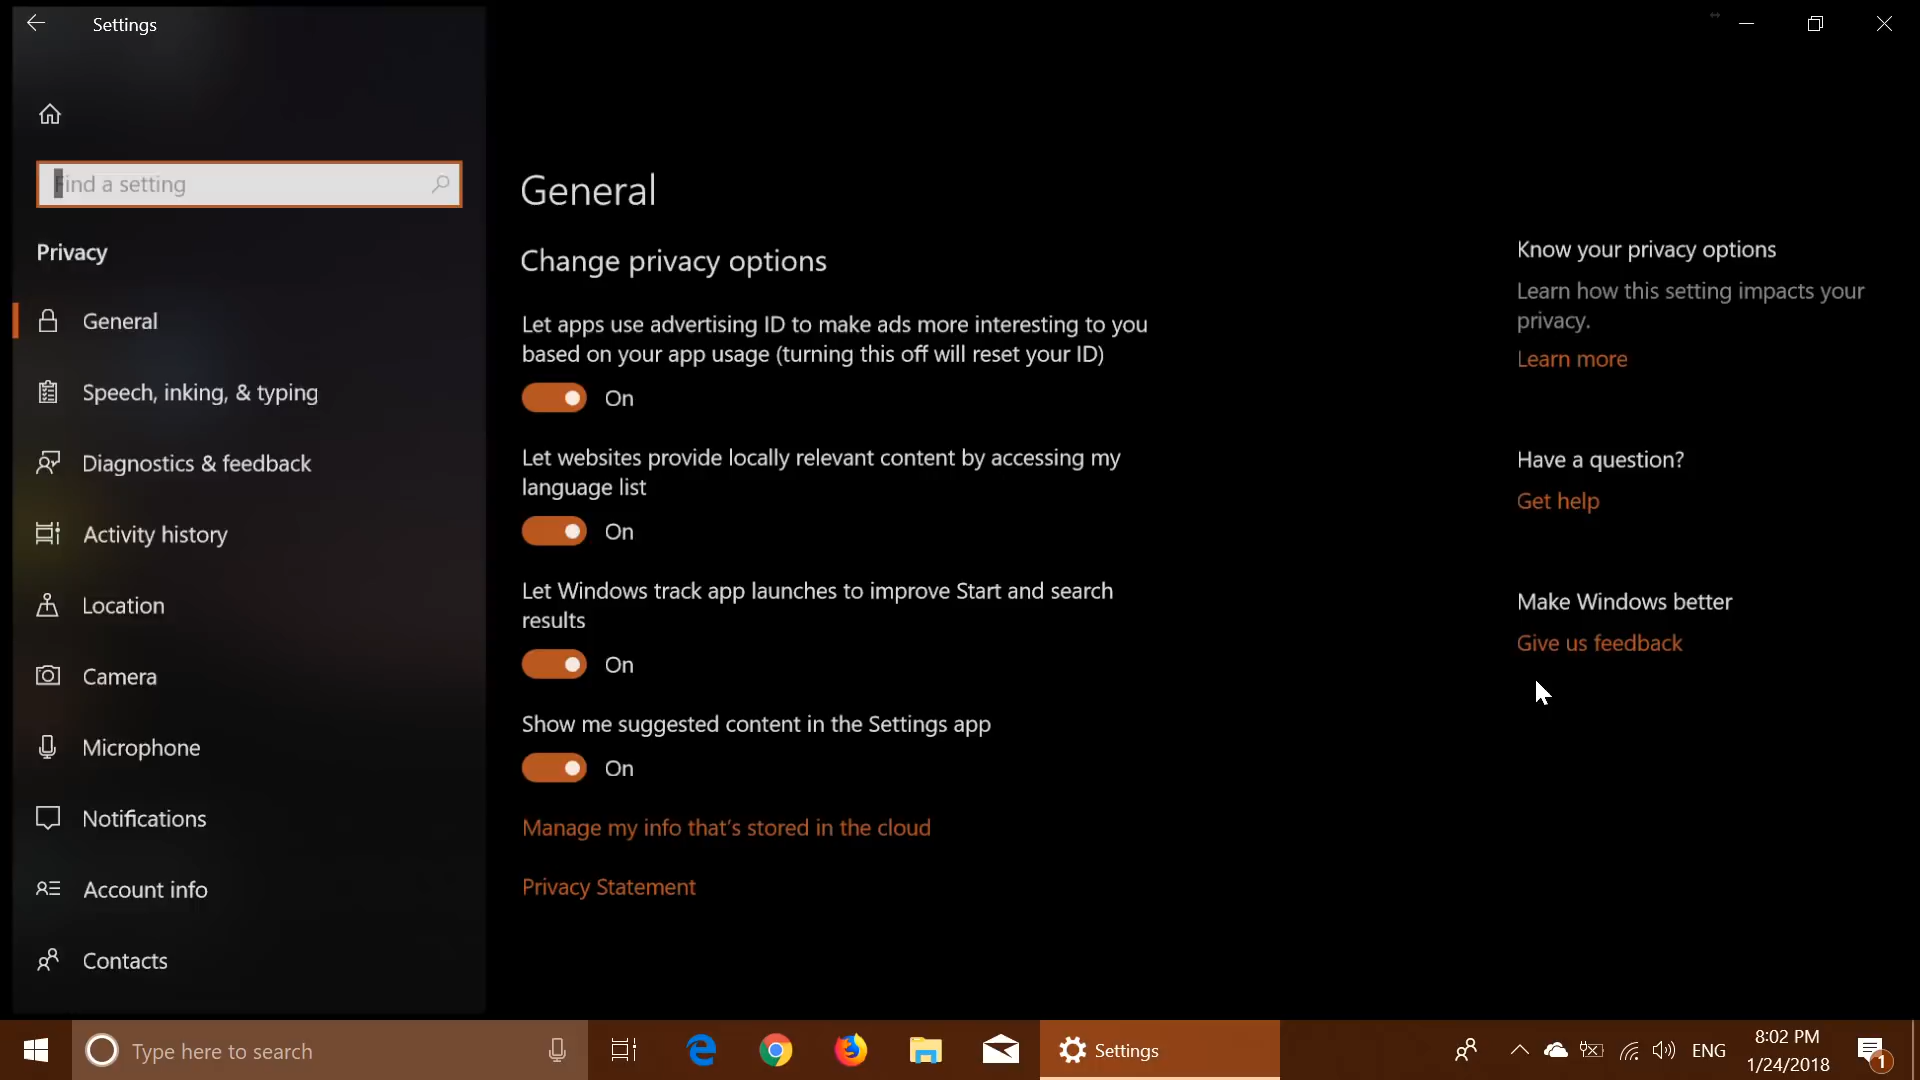 Settings
Find a setting
Privacy
General
Speech, inking, & typing
Diagnostics & feedback
Activity history
Location
Camera
Microphone
Notifications
Account info
Contacts
General
Change privacy options
Let apps use advertising ID to make ads more interesting to you
based on your app usage (turning this off will reset your ID)
On
Let websites provide locally relevant content by accessing my
language list
On
Let Windows track app launches to improve Start and search
results
On
Show me suggested content in the Settings app
On
Manage my info that's stored in the cloud
Privacy Statement
Know your privacy options
Learn how this setting impacts your
privacy.
Learn more
Have a question?
Get help
Make Windows better
Give us feedback
Type here to search
Settings
ENG
8:02 PM
1/24/2018
1